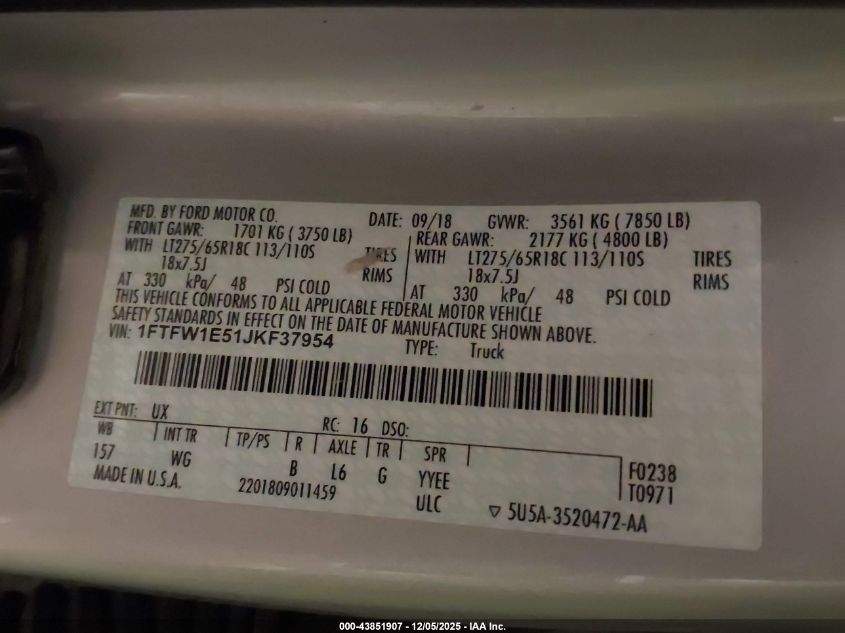 MFD. BY FORD MOTOR CO. DATE: 09/18 GVWR: 3561 KG ( 7850 LB)
FRONT GAWR: 1701 KG ( 3750 LB) REAR GAWR: 2177 KG ( 4800 LB)
WITH LT275/65R18C 113/110S TIRES WITH LT275/65R18C 113/110S TIRES
18x7.5J RIMS 18x7.5J RIMS
AT 330 kPa/ 48 PSI COLD AT 330 kPa/ 48 PSI COLD
THIS VEHICLE CONFORMS TO ALL APPLICABLE FEDERAL MOTOR VEHICLE
SAFETY STANDARDS IN EFFECT ON THE DATE OF MANUFACTURE SHOWN ABOVE.
VIN: 1FTFW1E51JKF37954 TYPE: Truck
EXT PNT: UX RC: 16 DSO:
WB INT TR TP/PS R AXLE TR SPR
157 WG B L6 G YYEE F0238
MADE IN U.S.A. 2201809011459 ULC T0971
▽ 5U5A-3520472-AA
000-43851907 - 12/05/2025 - IAA Inc.